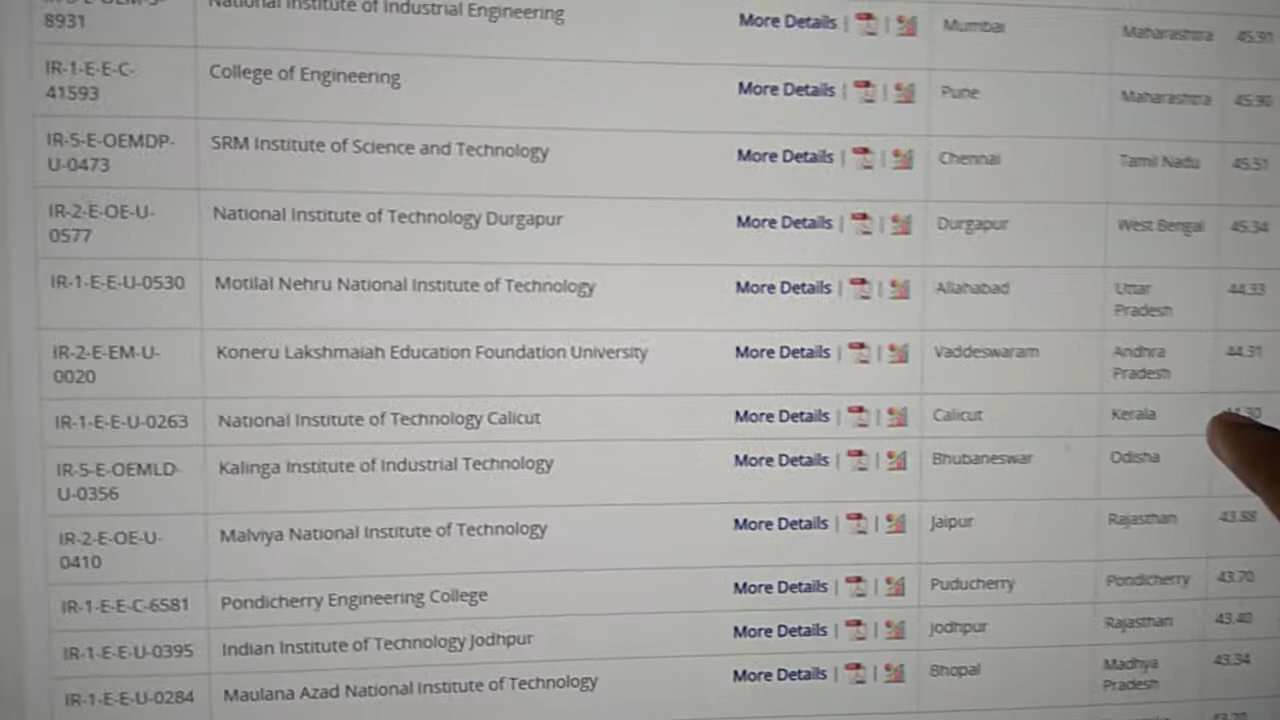 8931 National Institute of Industrial Engineering More Details | | Mumbai Maharashtra 45.91
IR-1-E-E-C-
41593 College of Engineering More Details | | Pune Maharashtra 45.90
IR-5-E-OEMDP-
U-0473 SRM Institute of Science and Technology More Details | | Chennai Tamil Nadu 45.51
IR-2-E-OE-U-
0577 National Institute of Technology Durgapur More Details | | Durgapur West Bengal 45.34
IR-1-E-E-U-0530 Motilal Nehru National Institute of Technology More Details | | Allahabad Uttar
Pradesh 44.33
IR-2-E-EM-U-
0020 Koneru Lakshmaiah Education Foundation University More Details | | Vaddeswaram Andhra
Pradesh 44.31
IR-1-E-E-U-0263 National Institute of Technology Calicut More Details | | Calicut Kerala
IR-5-E-OEMLD-
U-0356 Kalinga Institute of Industrial Technology More Details | | Bhubaneswar Odisha
IR-2-E-OE-U-
0410 Malviya National Institute of Technology More Details | | Jaipur Rajasthan 43.88
IR-1-E-E-C-6581 Pondicherry Engineering College More Details | | Puducherry Pondicherry 43.70
IR-1-E-E-U-0395 Indian Institute of Technology Jodhpur More Details | | Jodhpur Rajasthan 43.40
IR-1-E-E-U-0284 Maulana Azad National Institute of Technology More Details | | Bhopal Madhya
Pradesh 43.34